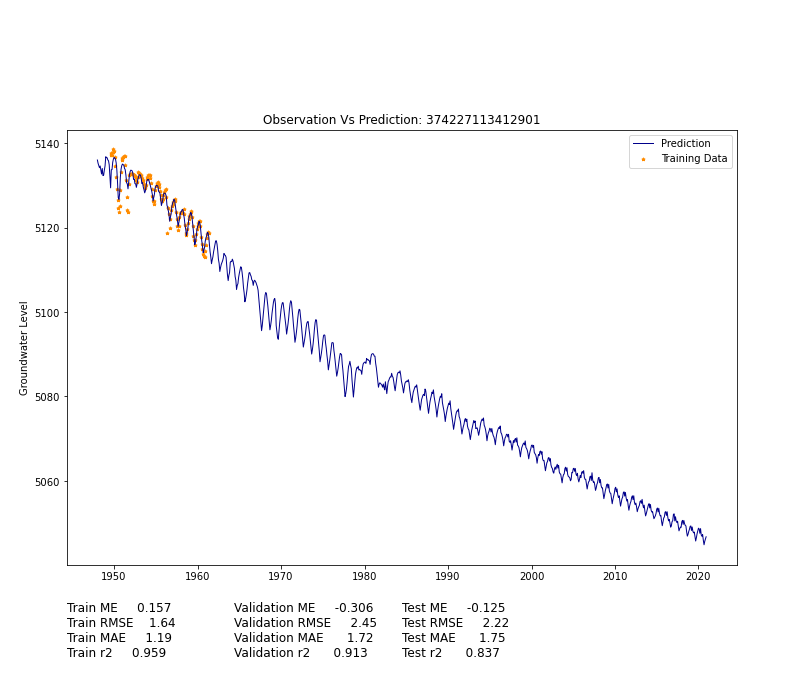 Observation Vs Prediction: 374227113412901
Prediction
Training Data
5140
5120
5100
5080
5060
Groundwater Level
1950 1960 1970 1980 1990 2000 2010 2020
Train ME 0.157 Validation ME -0.306 Test ME -0.125
Train RMSE 1.64 Validation RMSE 2.45 Test RMSE 2.22
Train MAE 1.19 Validation MAE 1.72 Test MAE 1.75
Train r2 0.959 Validation r2 0.913 Test r2 0.837